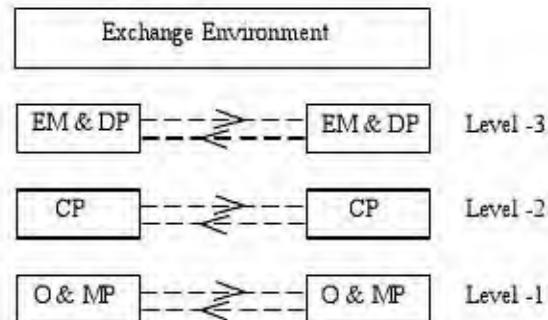 Exchange Environment
EM & DP EM & DP Level -3
CP CP Level -2
O & MP O & MP Level -1